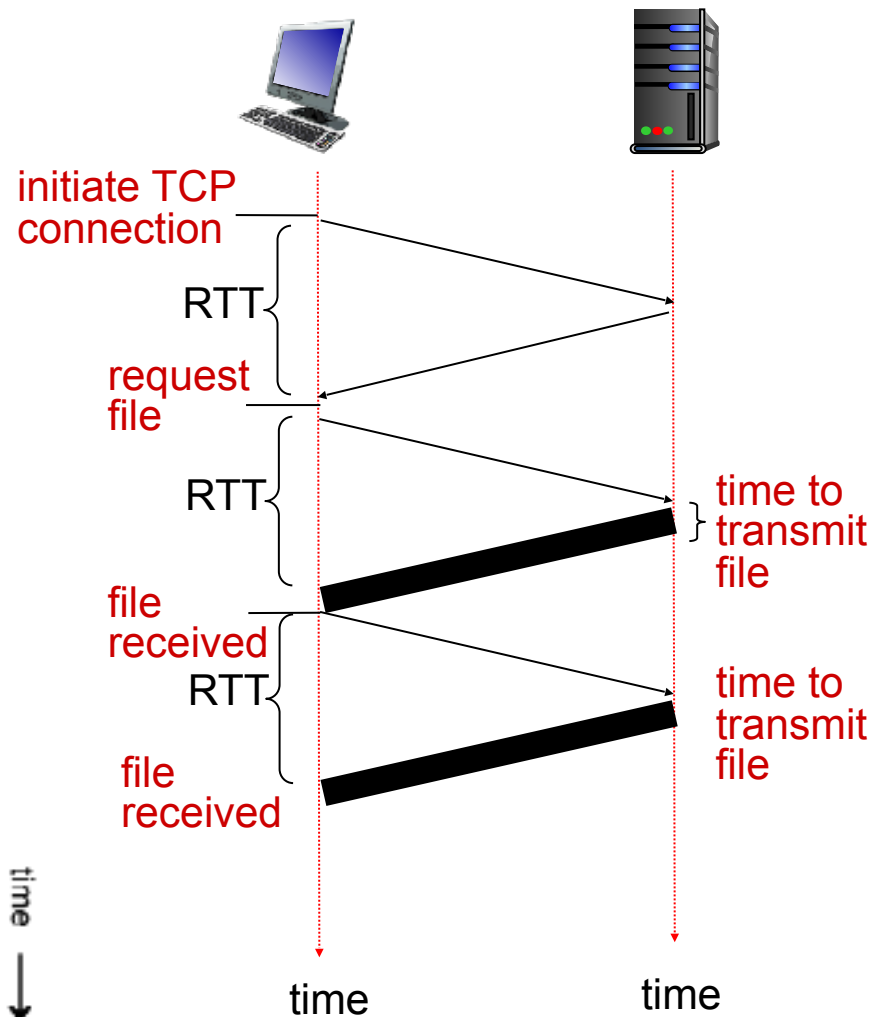 initiate TCP
connection
RTT
request
file
RTT
time to
transmit
file
file
received
RTT
time to
transmit
file
file
received
time
time
time